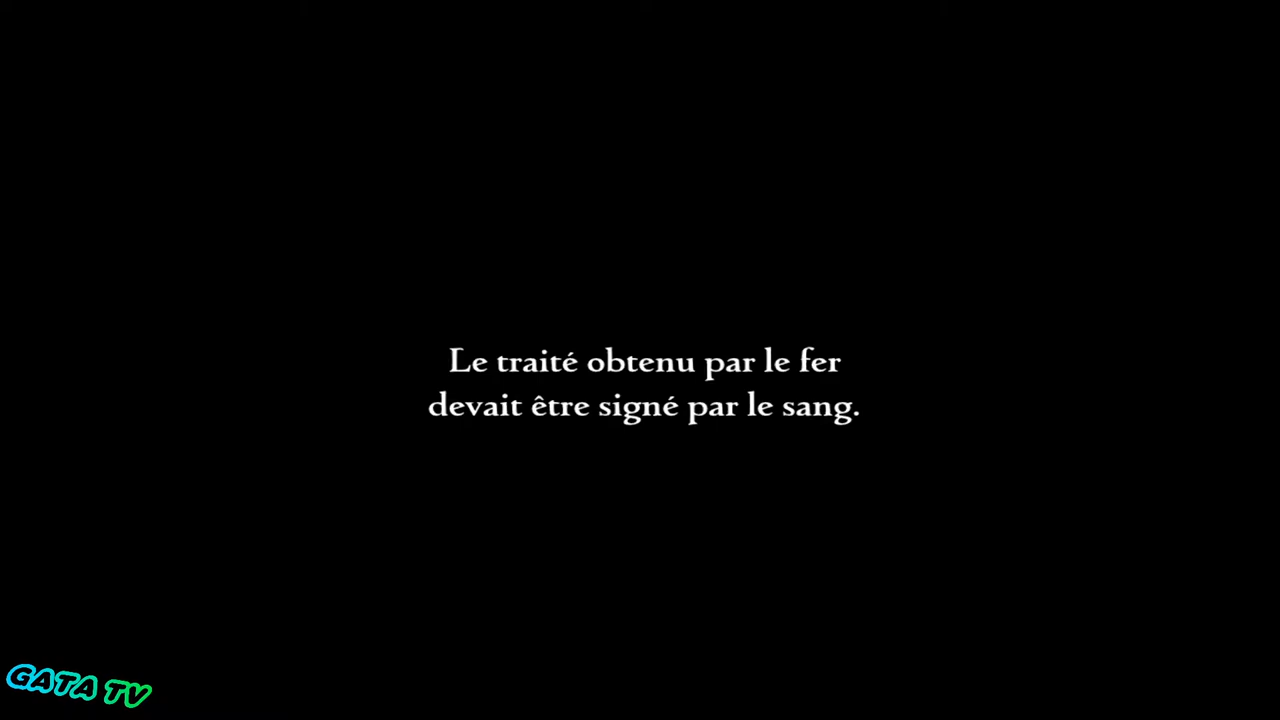 Le traité obtenu par le fer
devait être signé par le sang.
GATA TV